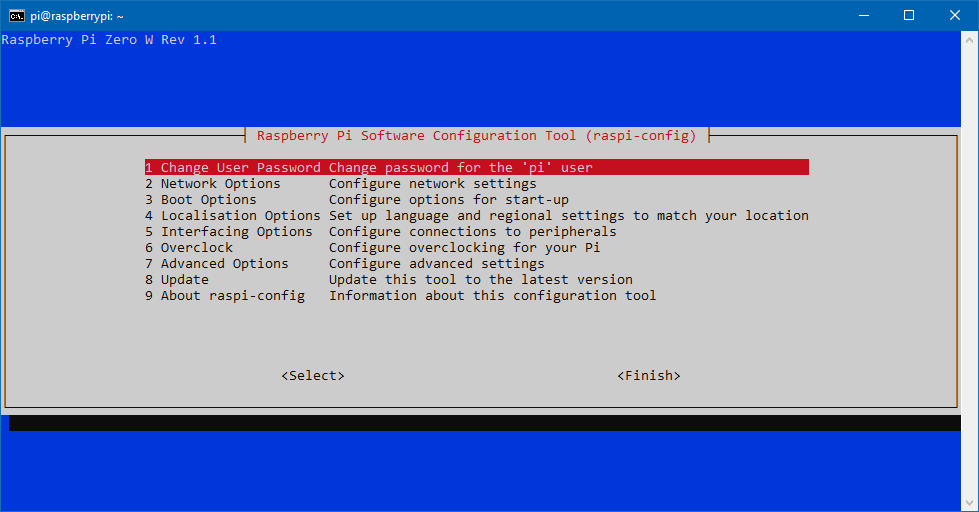 pi@raspberrypi: ~
Raspberry Pi Zero W Rev 1.1
Raspberry Pi Software Configuration Tool (raspi-config)
1 Change User Password Change password for the 'pi' user
2 Network Options Configure network settings
3 Boot Options Configure options for start-up
4 Localisation Options Set up language and regional settings to match your location
5 Interfacing Options Configure connections to peripherals
6 Overclock Configure overclocking for your Pi
7 Advanced Options Configure advanced settings
8 Update Update this tool to the latest version
9 About raspi-config Information about this configuration tool
<Select> <Finish>